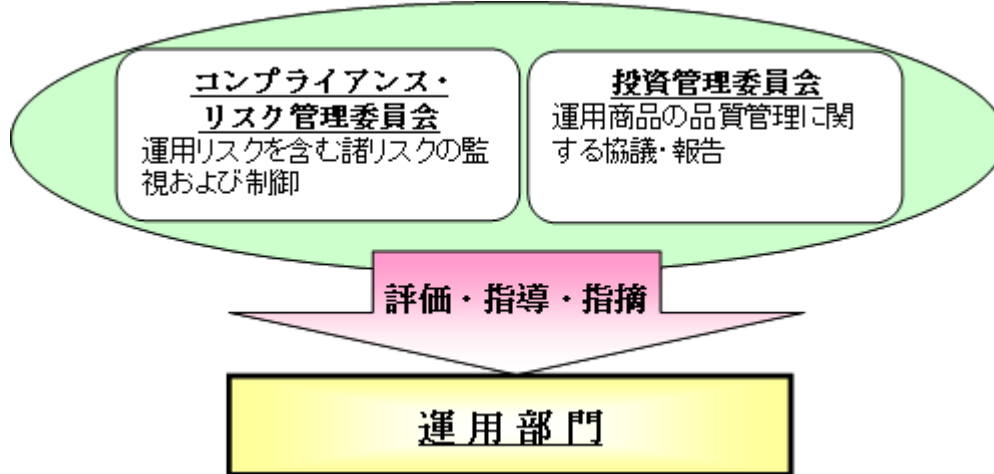 コンプライアンス・
リスク管理委員会
運用リスクを含む諸リスクの監
視および制御
投資管理委員会
運用商品の品質管理に関
する協議・報告
評価・指導・指摘
運用部門